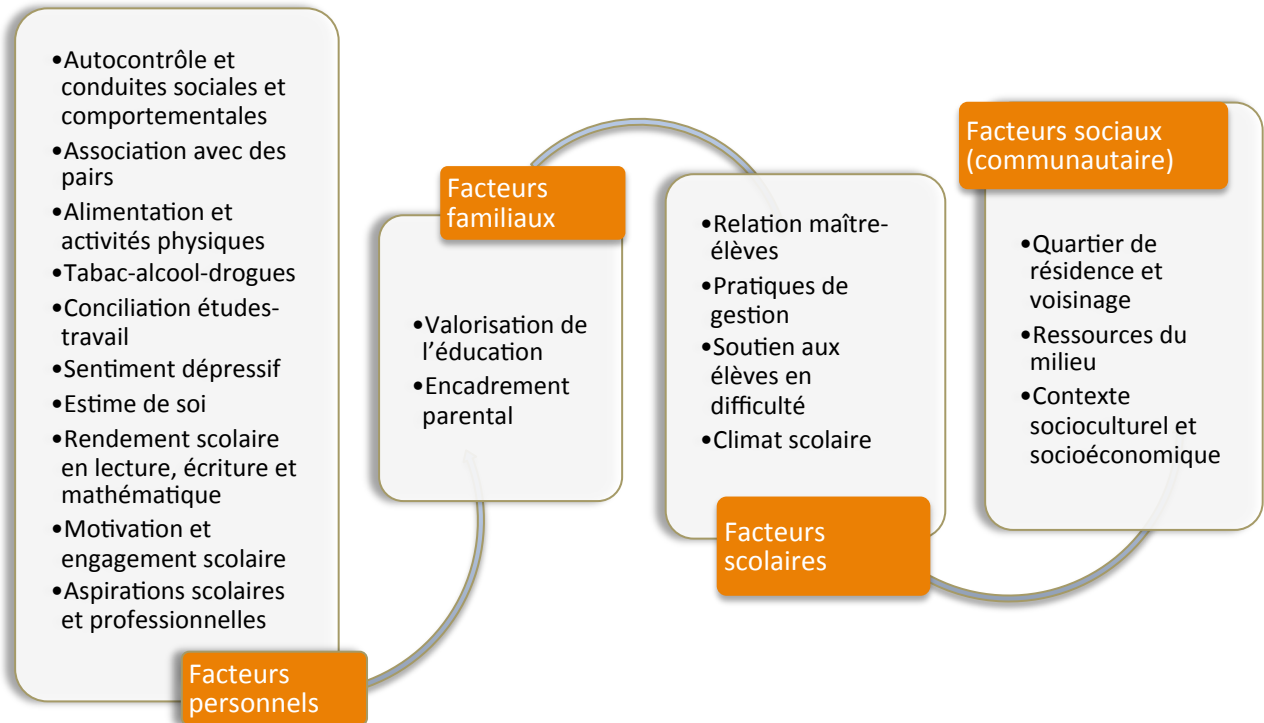 •Autocontrôle et
conduites sociales et
comportementales
•Association avec des
pairs
•Alimentation et
activités physiques
•Tabac-alcool-drogues
•Conciliation études-
travail
•Sentiment dépressif
•Estime de soi
•Rendement scolaire
en lecture, écriture et
mathématique
•Motivation et
engagement scolaire
•Aspirations scolaires
et professionnelles
Facteurs
personnels
Facteurs
familiaux
•Valorisation de
l’éducation
•Encadrement
parental
•Relation maître-
élèves
•Pratiques de
gestion
•Soutien aux
élèves en
difficulté
•Climat scolaire
Facteurs
scolaires
Facteurs sociaux
(communautaire)
•Quartier de
résidence et
voisinage
•Ressources du
milieu
•Contexte
socioculturel et
socioéconomique